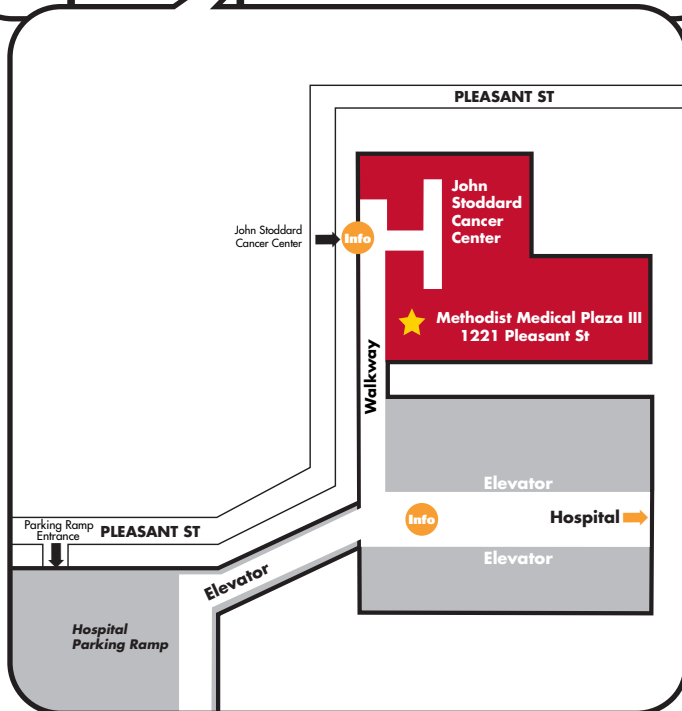 PLEASANT ST
John
Stoddard
Cancer
Center
John Stoddard
Cancer Center
Info
Methodist Medical Plaza III
1221 Pleasant St
Walkway
Elevator
Info
Hospital
Elevator
Parking Ramp
Entrance
PLEASANT ST
Elevator
Hospital
Parking Ramp